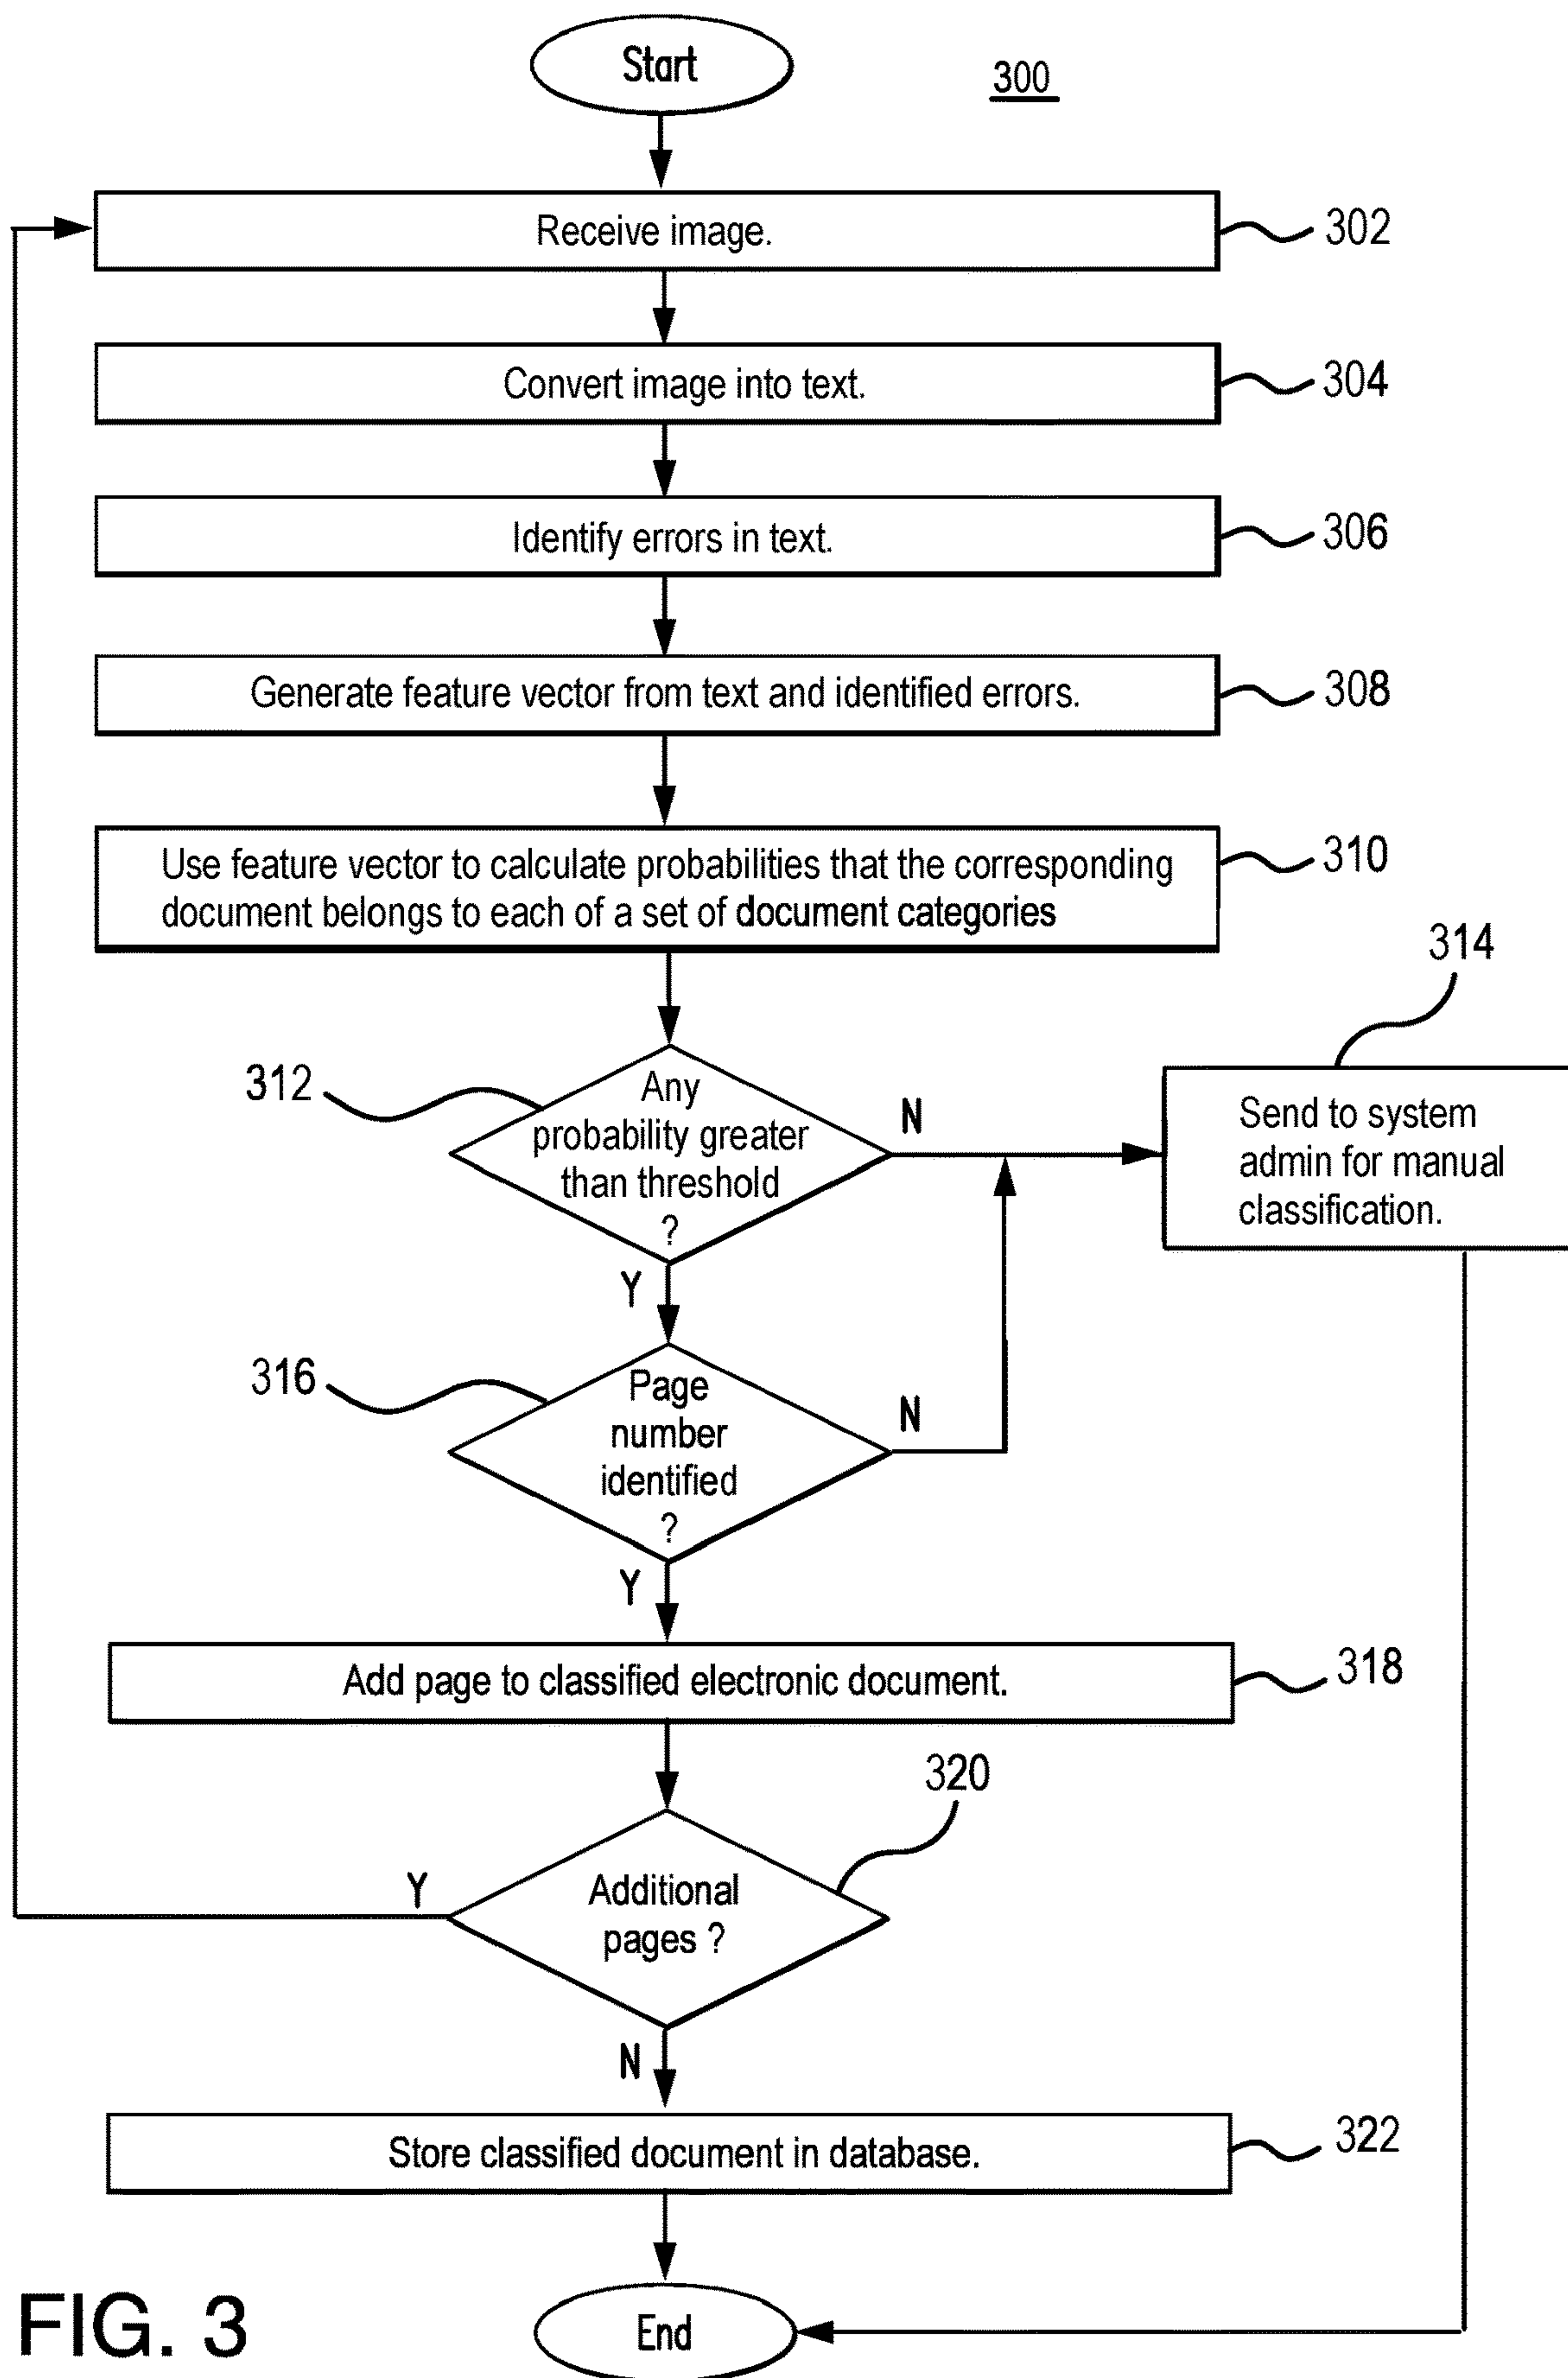 Start
300
Receive image.
302
Convert image into text.
304
Identify errors in text.
306
Generate feature vector from text and identified errors.
308
Use feature vector to calculate probabilities that the corresponding
document belongs to each of a set of document categories
310
314
312
Any
probability greater
than threshold
?
N
Send to system
admin for manual
classification.
Y
316
Page
number
identified
?
N
Y
Add page to classified electronic document.
318
320
Y
Additional
pages ?
N
Store classified document in database.
322
End
FIG. 3